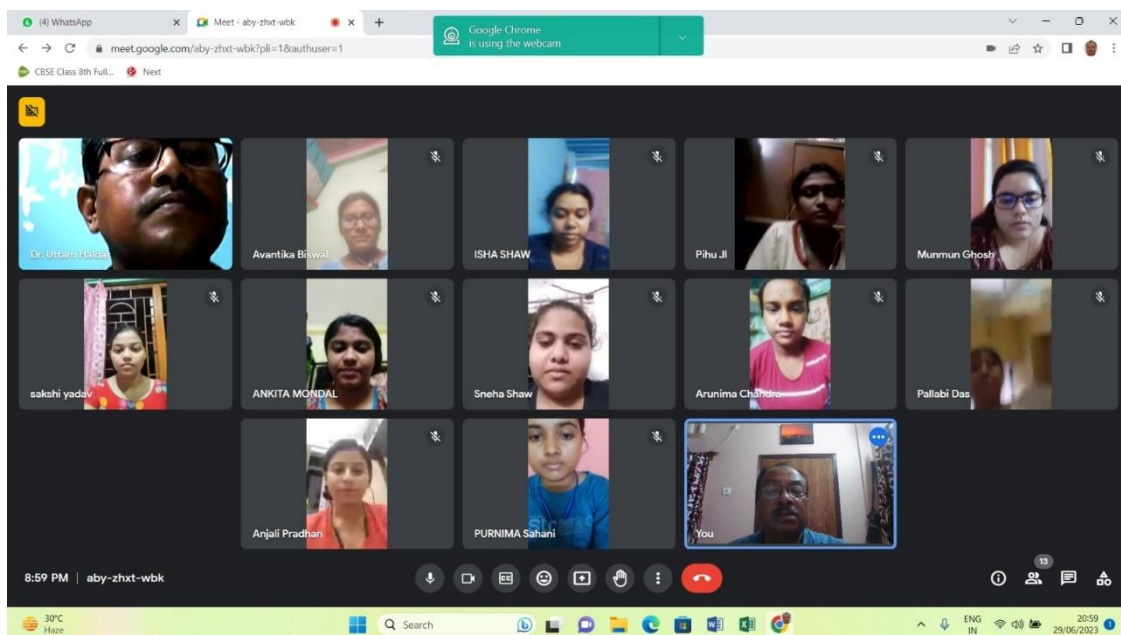 (4) WhatsApp
Meet - aby-zhxt-wbk
Google Chrome
is using the webcam
meet.google.com/aby-zhxt-wbk?pli=1&authuser=1
CBSE Class 8th Full...
Next
Dr. Uttam Haldar
Avantika Biswal
ISHA SHAW
Pihu JI
Munmun Ghosh
sakshi yadav
ANKITA MONDAL
Sneha Shaw
Arunima Chandra
Pallabi Das
Anjali Pradhan
PURNIMA Sahani
You
8:59 PM | aby-zhxt-wbk
13
30°C
Haze
Search
ENG
IN
20:59
29/06/2023
1